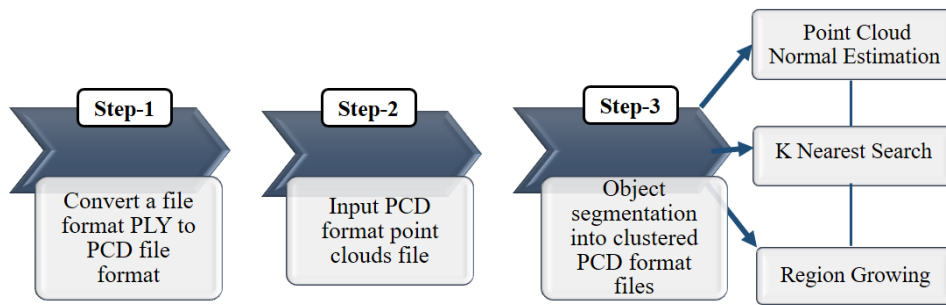 Step-1
Convert a file
format PLY to
PCD file
format
Step-2
Input PCD
format point
clouds file
Step-3
Object
segmentation
into clustered
PCD format
files
Point Cloud
Normal Estimation
K Nearest Search
Region Growing